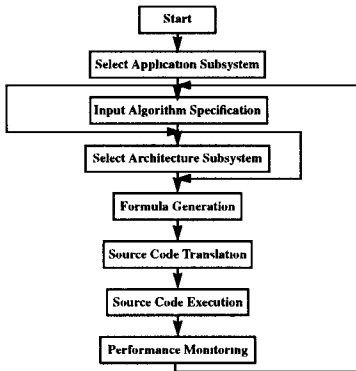 Start
Select Application Subsystem
Input Algorithm Specification
Select Architecture Subsystem
Formula Generation
Source Code Translation
Source Code Execution
Performance Monitoring